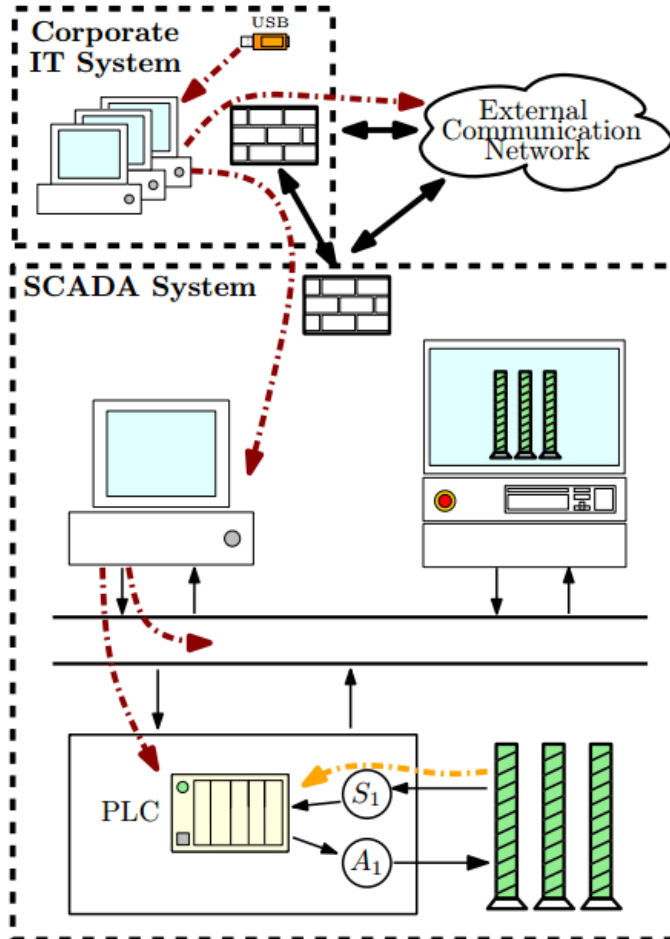 Corporate
IT System
USB
External
Communication
Network
SCADA System
PLC
S₁
A₁